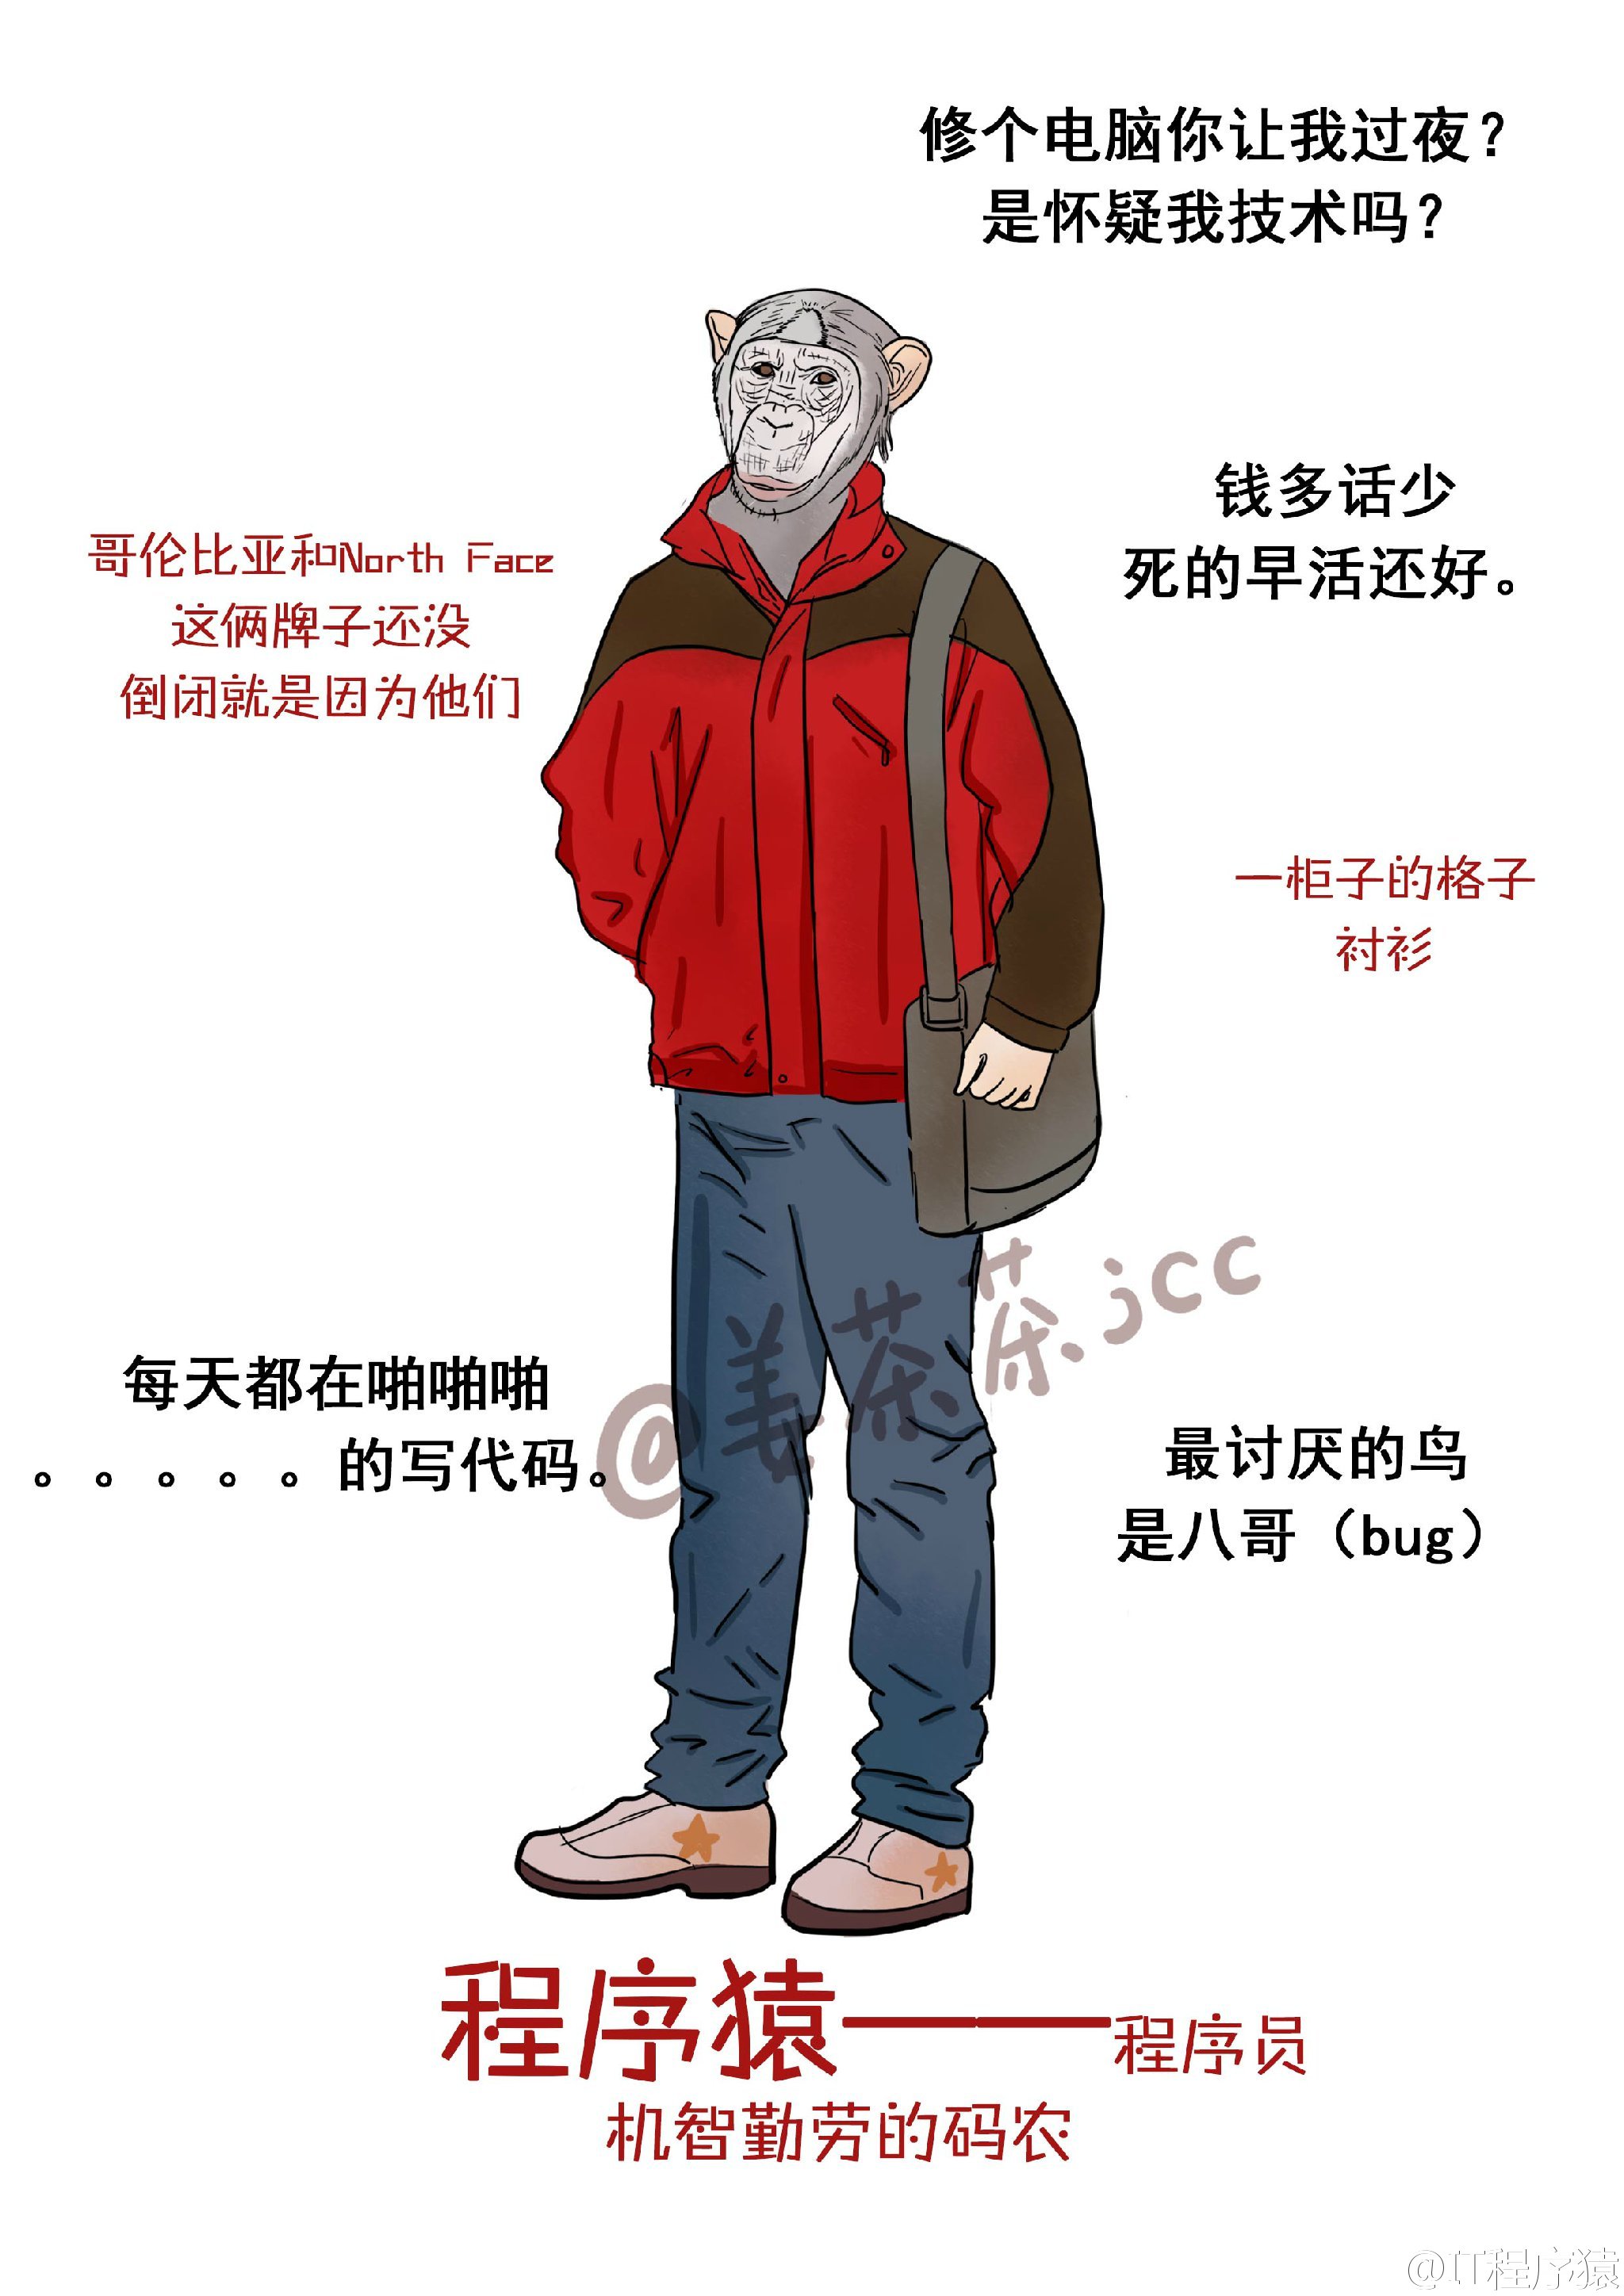 修个电脑你让我过夜？
是怀疑我技术吗？
钱多话少
死的早活还好。
哥伦比亚和North Face
这俩牌子还没
倒闭就是因为他们
一柜子的格子
衬衫
每天都在啪啪啪
。。。。。的写代码。
@姜茶茶.jcc
最讨厌的鸟
是八哥（bug）
程序猿——程序员
机智勤劳的码农
@IT程序猿